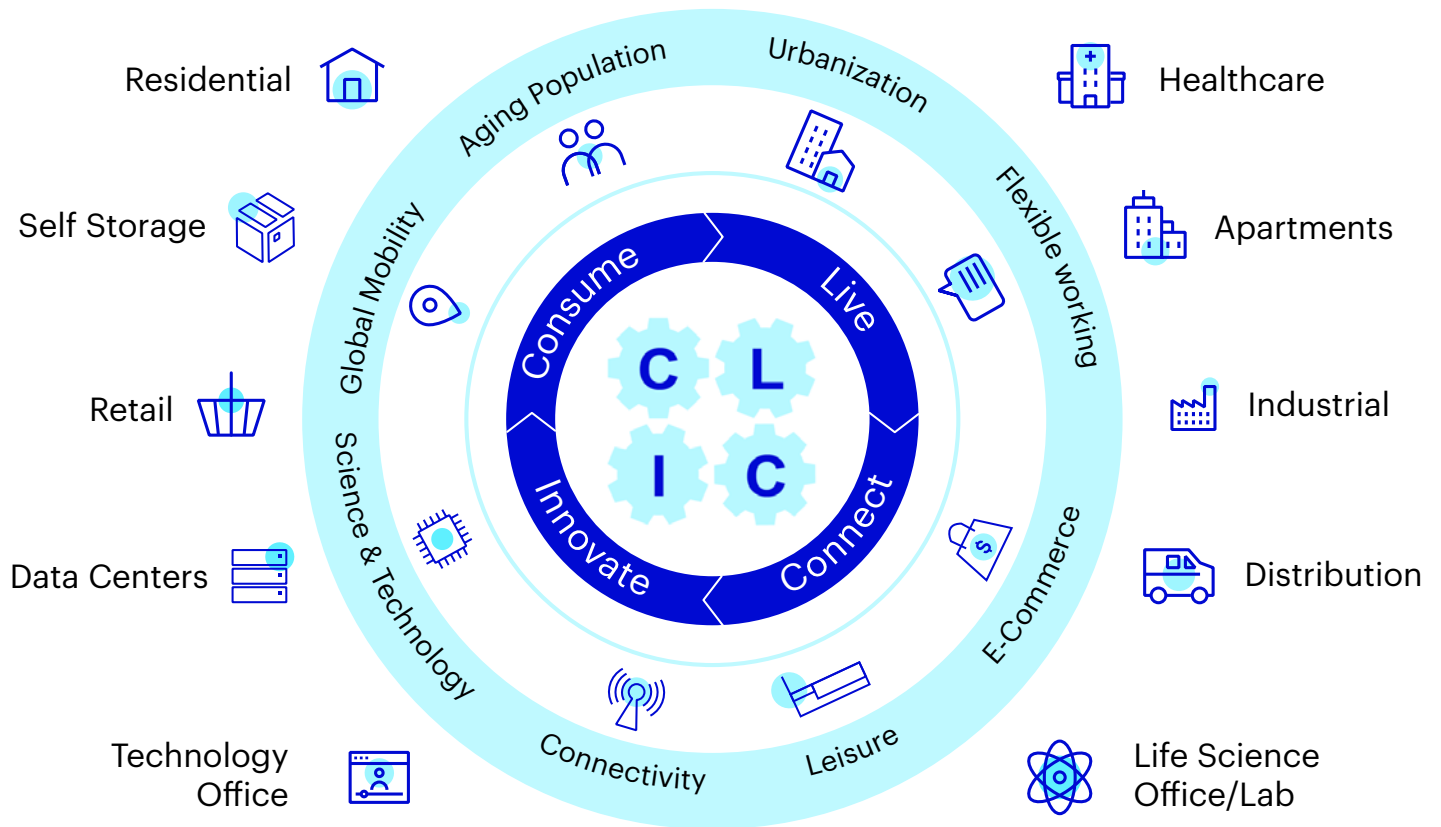 Residential
Self Storage
Retail
Data Centers
Technology
Office
Aging Population
Urbanization
Global Mobility
Flexible working
Science & Technology
E-Commerce
Connectivity
Leisure
Consume
Live
Innovate
Connect
C L
I C
$
Healthcare
Apartments
Industrial
Distribution
Life Science
Office/Lab